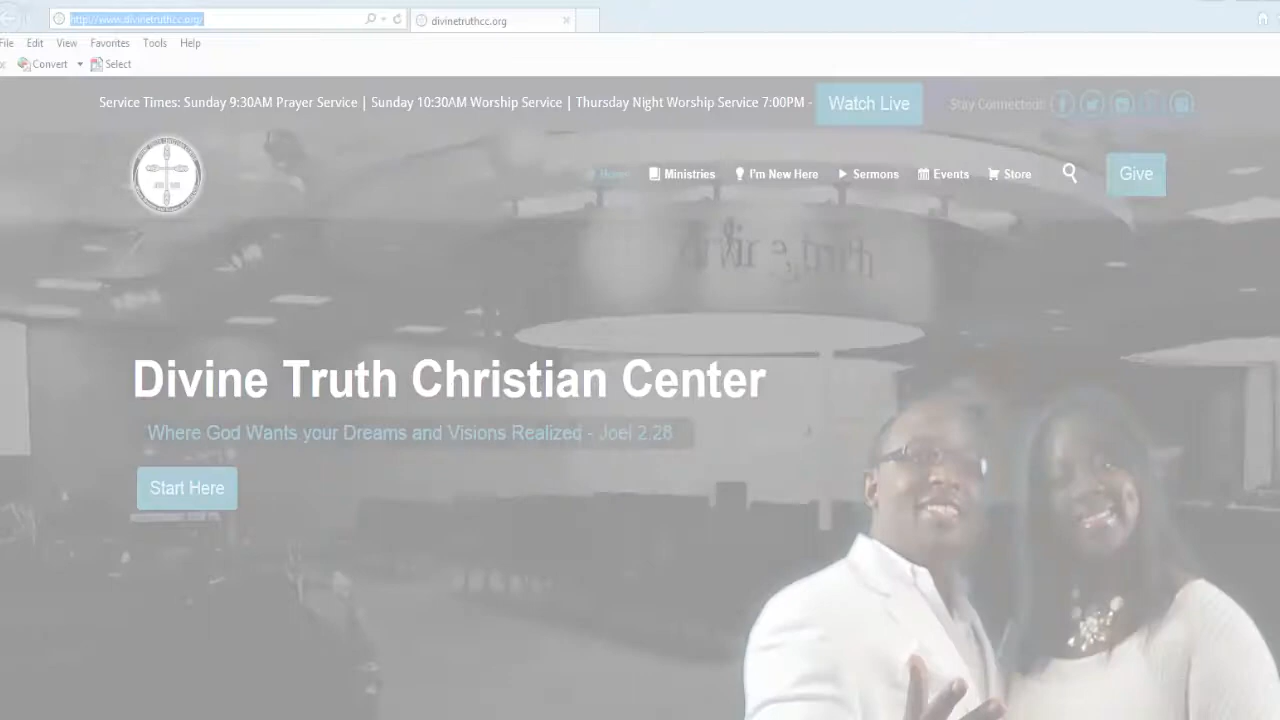 http://www.divinetruthcc.org/
divinetruthcc.org
File Edit View Favorites Tools Help
x Convert Select
Service Times: Sunday 9:30AM Prayer Service | Sunday 10:30AM Worship Service | Thursday Night Worship Service 7:00PM - Watch Live Stay Connected:
Home Ministries I'm New Here Sermons Events Store Give
Divine Truth Christian Center
Where God Wants your Dreams and Visions Realized - Joel 2:28
Start Here